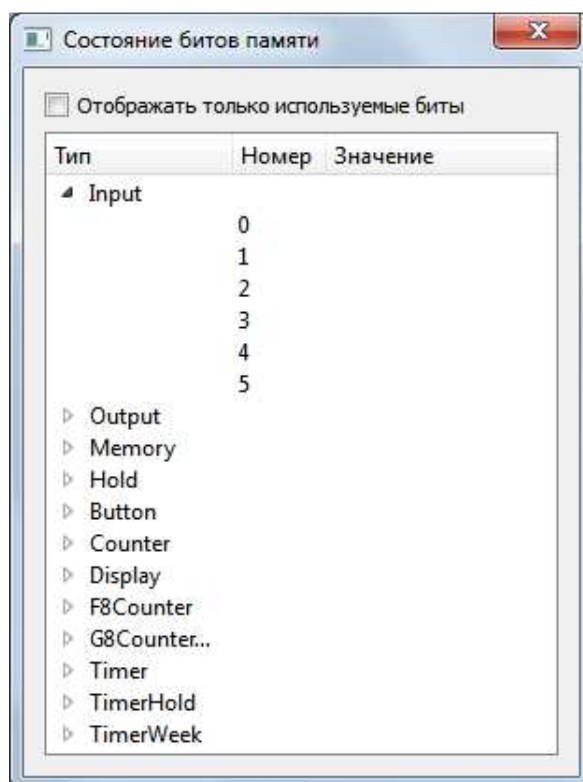 Состояние битов памяти
Отображать только используемые биты
Тип Номер Значение
Input
0
1
2
3
4
5
Output
Memory
Hold
Button
Counter
Display
F8Counter
G8Counter...
Timer
TimerHold
TimerWeek